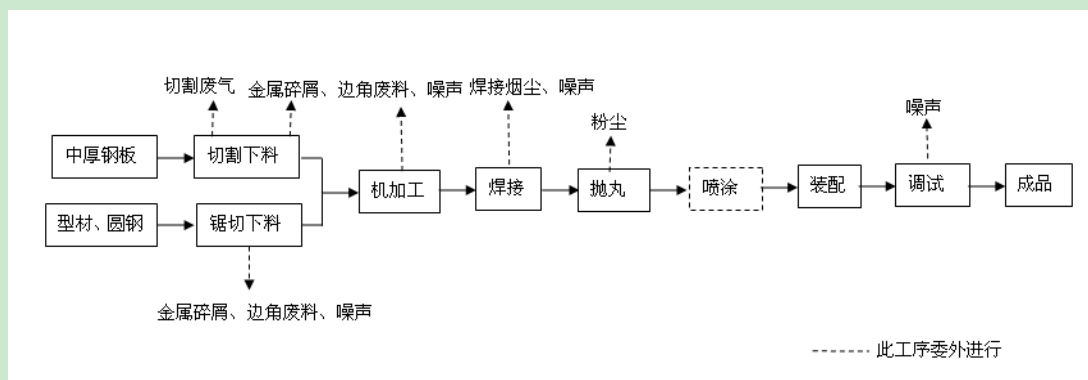 切割废气
金属碎屑、边角废料、噪声
焊接烟尘、噪声
粉尘
噪声
中厚钢板
切割下料
机加工
焊接
抛丸
喷涂
装配
调试
成品
型材、圆钢
锯切下料
金属碎屑、边角废料、噪声
此工序委外进行